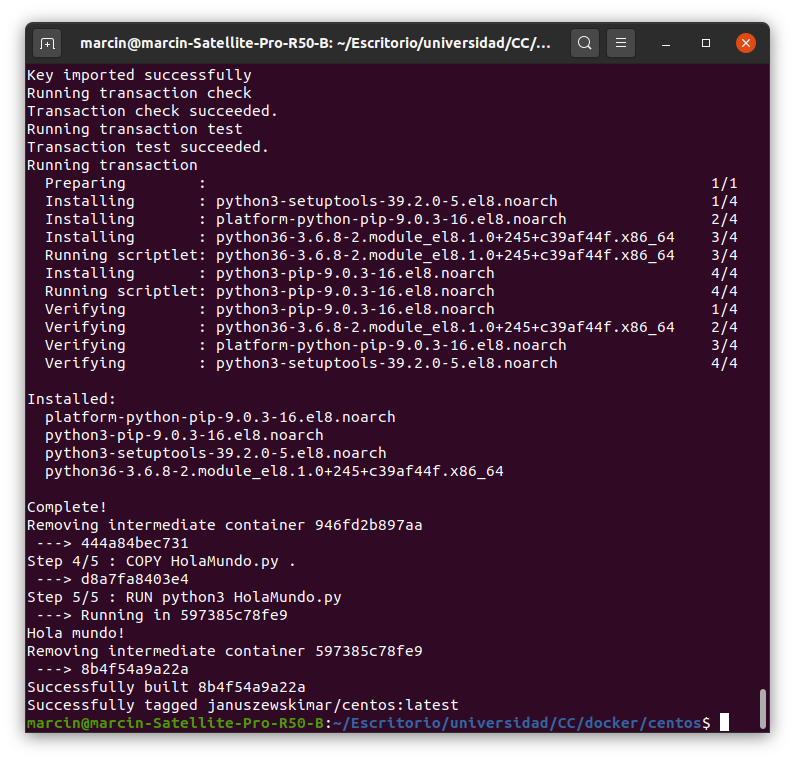 marcin@marcin-Satellite-Pro-R50-B: ~/Escritorio/universidad/CC/...
Key imported successfully
Running transaction check
Transaction check succeeded.
Running transaction test
Transaction test succeeded.
Running transaction
  Preparing        :                                                        1/1
  Installing       : python3-setuptools-39.2.0-5.el8.noarch                 1/4
  Installing       : platform-python-pip-9.0.3-16.el8.noarch                2/4
  Installing       : python36-3.6.8-2.module_el8.1.0+245+c39af44f.x86_64    3/4
  Running scriptlet: python36-3.6.8-2.module_el8.1.0+245+c39af44f.x86_64    3/4
  Installing       : python3-pip-9.0.3-16.el8.noarch                        4/4
  Running scriptlet: python3-pip-9.0.3-16.el8.noarch                        4/4
  Verifying        : python3-pip-9.0.3-16.el8.noarch                        1/4
  Verifying        : python36-3.6.8-2.module_el8.1.0+245+c39af44f.x86_64    2/4
  Verifying        : platform-python-pip-9.0.3-16.el8.noarch                3/4
  Verifying        : python3-setuptools-39.2.0-5.el8.noarch                 4/4

Installed:
  platform-python-pip-9.0.3-16.el8.noarch
  python3-pip-9.0.3-16.el8.noarch
  python3-setuptools-39.2.0-5.el8.noarch
  python36-3.6.8-2.module_el8.1.0+245+c39af44f.x86_64

Complete!
Removing intermediate container 946fd2b897aa
 ---> 444a84bec731
Step 4/5 : COPY HolaMundo.py .
 ---> d8a7fa8403e4
Step 5/5 : RUN python3 HolaMundo.py
 ---> Running in 597385c78fe9
Hola mundo!
Removing intermediate container 597385c78fe9
 ---> 8b4f54a9a22a
Successfully built 8b4f54a9a22a
Successfully tagged januszewskimar/centos:latest
marcin@marcin-Satellite-Pro-R50-B:~/Escritorio/universidad/CC/docker/centos$